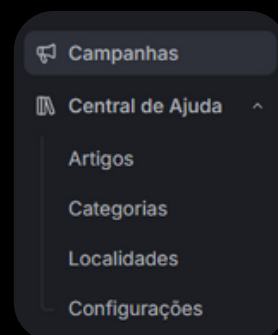 Campanhas
Central de Ajuda
Artigos
Categorias
Localidades
Configurações